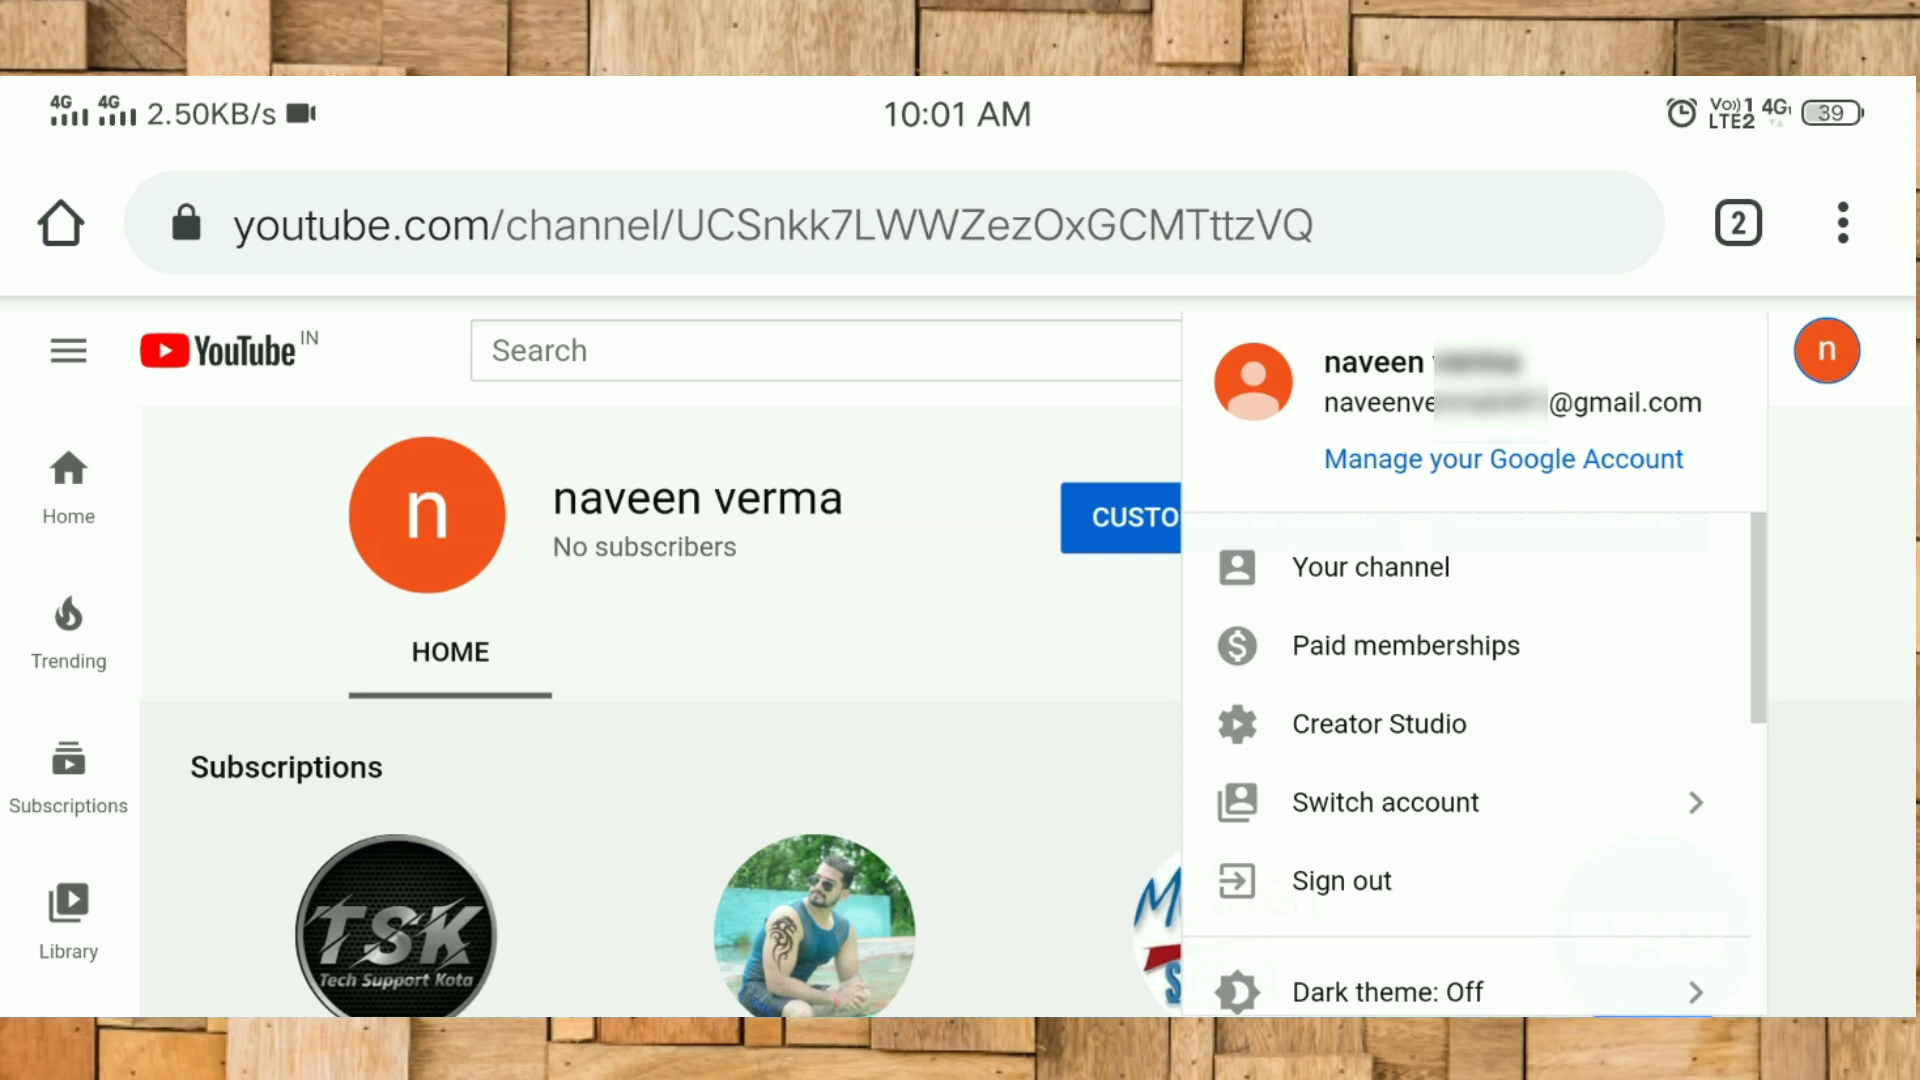 4G 4G 2.50KB/s
10:01 AM
Vo)) 1 LTE2 4G 39
youtube.com/channel/UCSnkk7LWWZezOxGCMTttzVQ
2
YouTube IN
Search
n
naveen
naveenve @gmail.com
Manage your Google Account
n
naveen verma
No subscribers
CUSTO
HOME
Home
Trending
Subscriptions
Library
Subscriptions
TSK
Tech Support Kota
M
S
Your channel
Paid memberships
Creator Studio
Switch account
Sign out
Dark theme: Off